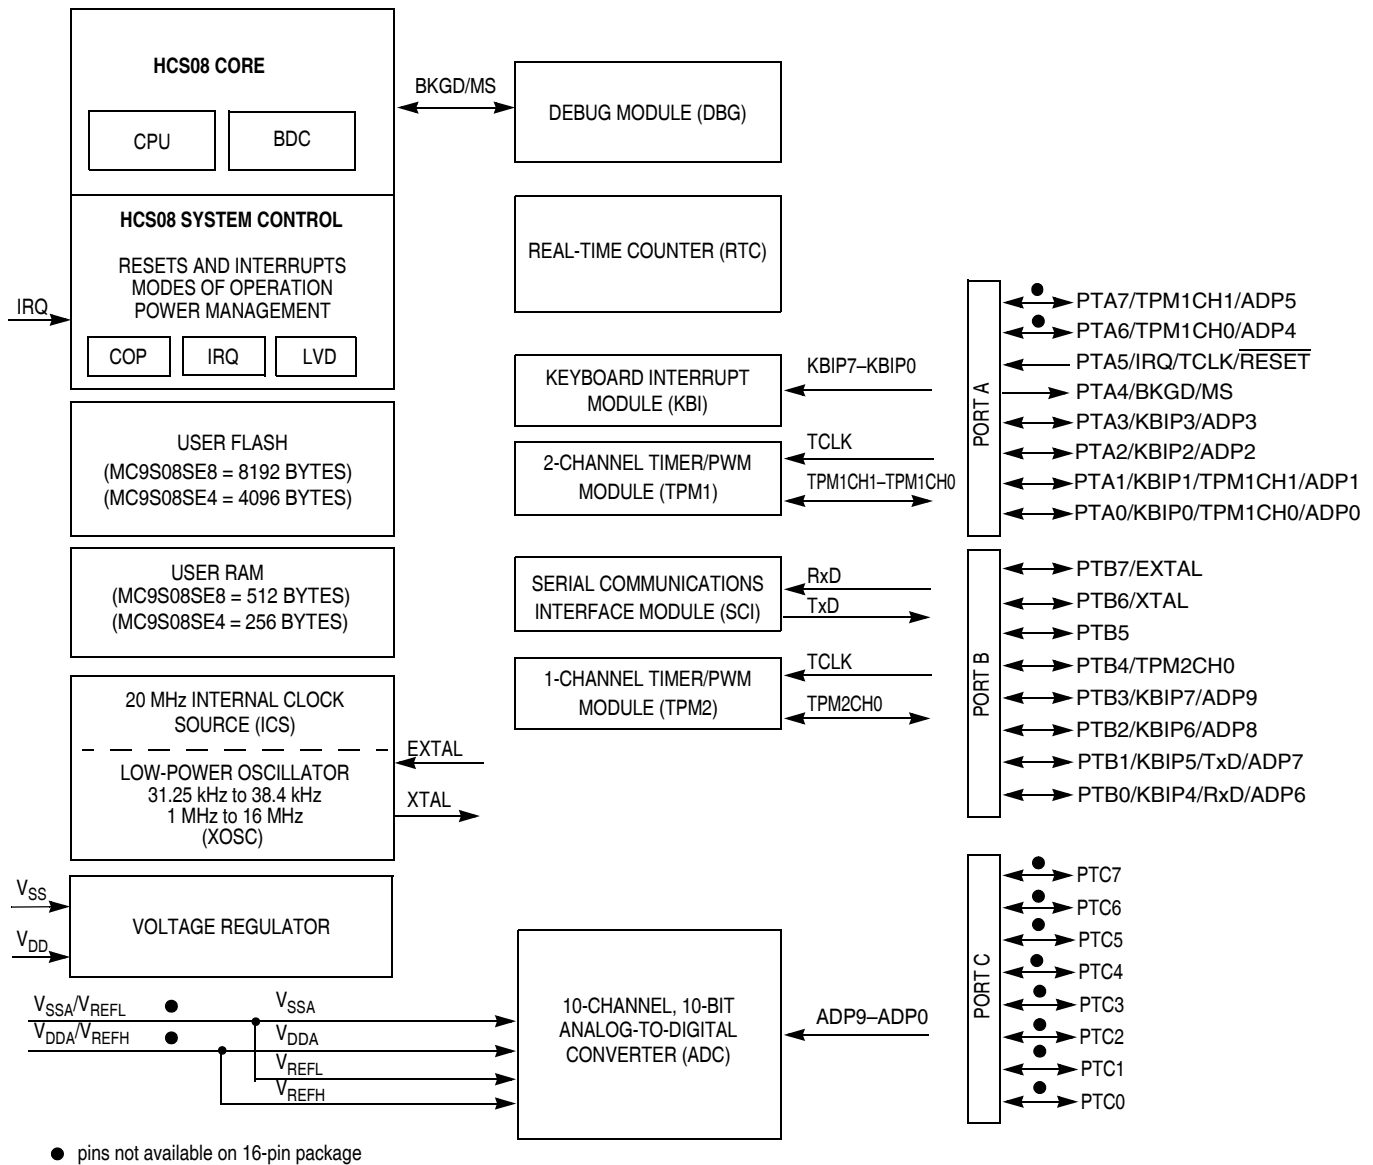 HCS08 CORE
CPU
BDC
HCS08 SYSTEM CONTROL
RESETS AND INTERRUPTS
MODES OF OPERATION
POWER MANAGEMENT
COP
IRQ
LVD
IRQ
USER FLASH
(MC9S08SE8 = 8192 BYTES)
(MC9S08SE4 = 4096 BYTES)
USER RAM
(MC9S08SE8 = 512 BYTES)
(MC9S08SE4 = 256 BYTES)
20 MHz INTERNAL CLOCK
SOURCE (ICS)
LOW-POWER OSCILLATOR
31.25 kHz to 38.4 kHz
1 MHz to 16 MHz
(XOSC)
EXTAL
XTAL
VSS
VDD
VOLTAGE REGULATOR
VSSA/VREFL
VDDA/VREFH
VSSA
VDDA
VREFL
VREFH
BKGD/MS
DEBUG MODULE (DBG)
REAL-TIME COUNTER (RTC)
KEYBOARD INTERRUPT
MODULE (KBI)
KBIP7–KBIP0
2-CHANNEL TIMER/PWM
MODULE (TPM1)
TCLK
TPM1CH1–TPM1CH0
SERIAL COMMUNICATIONS
INTERFACE MODULE (SCI)
RxD
TxD
1-CHANNEL TIMER/PWM
MODULE (TPM2)
TCLK
TPM2CH0
10-CHANNEL, 10-BIT
ANALOG-TO-DIGITAL
CONVERTER (ADC)
ADP9–ADP0
PORT A
PTA7/TPM1CH1/ADP5
PTA6/TPM1CH0/ADP4
PTA5/IRQ/TCLK/RESET
PTA4/BKGD/MS
PTA3/KBIP3/ADP3
PTA2/KBIP2/ADP2
PTA1/KBIP1/TPM1CH1/ADP1
PTA0/KBIP0/TPM1CH0/ADP0
PORT B
PTB7/EXTAL
PTB6/XTAL
PTB5
PTB4/TPM2CH0
PTB3/KBIP7/ADP9
PTB2/KBIP6/ADP8
PTB1/KBIP5/TxD/ADP7
PTB0/KBIP4/RxD/ADP6
PORT C
PTC7
PTC6
PTC5
PTC4
PTC3
PTC2
PTC1
PTC0
● pins not available on 16-pin package